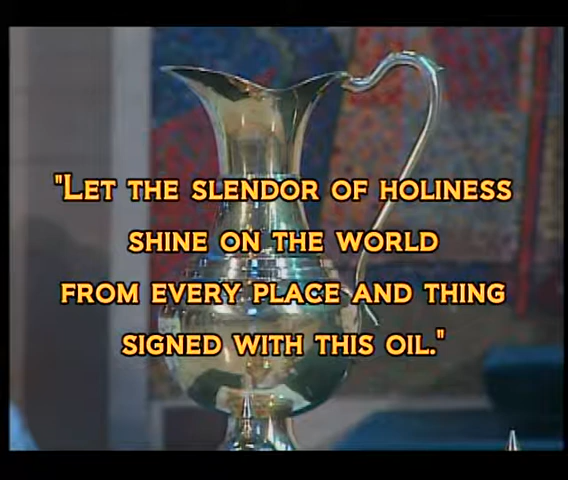 "LET THE SLENDOR OF HOLINESS
SHINE ON THE WORLD
FROM EVERY PLACE AND THING
SIGNED WITH THIS OIL."